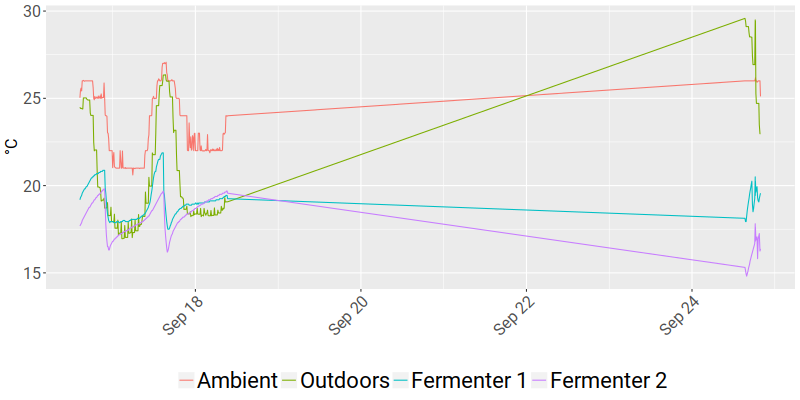 30
25
20
15
°C
Sep 18
Sep 20
Sep 22
Sep 24
Ambient Outdoors Fermenter 1 Fermenter 2